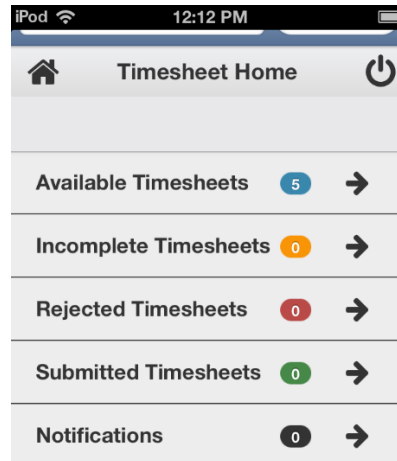 iPod 12:12 PM
Timesheet Home
Available Timesheets 5
Incomplete Timesheets 0
Rejected Timesheets 0
Submitted Timesheets 0
Notifications 0